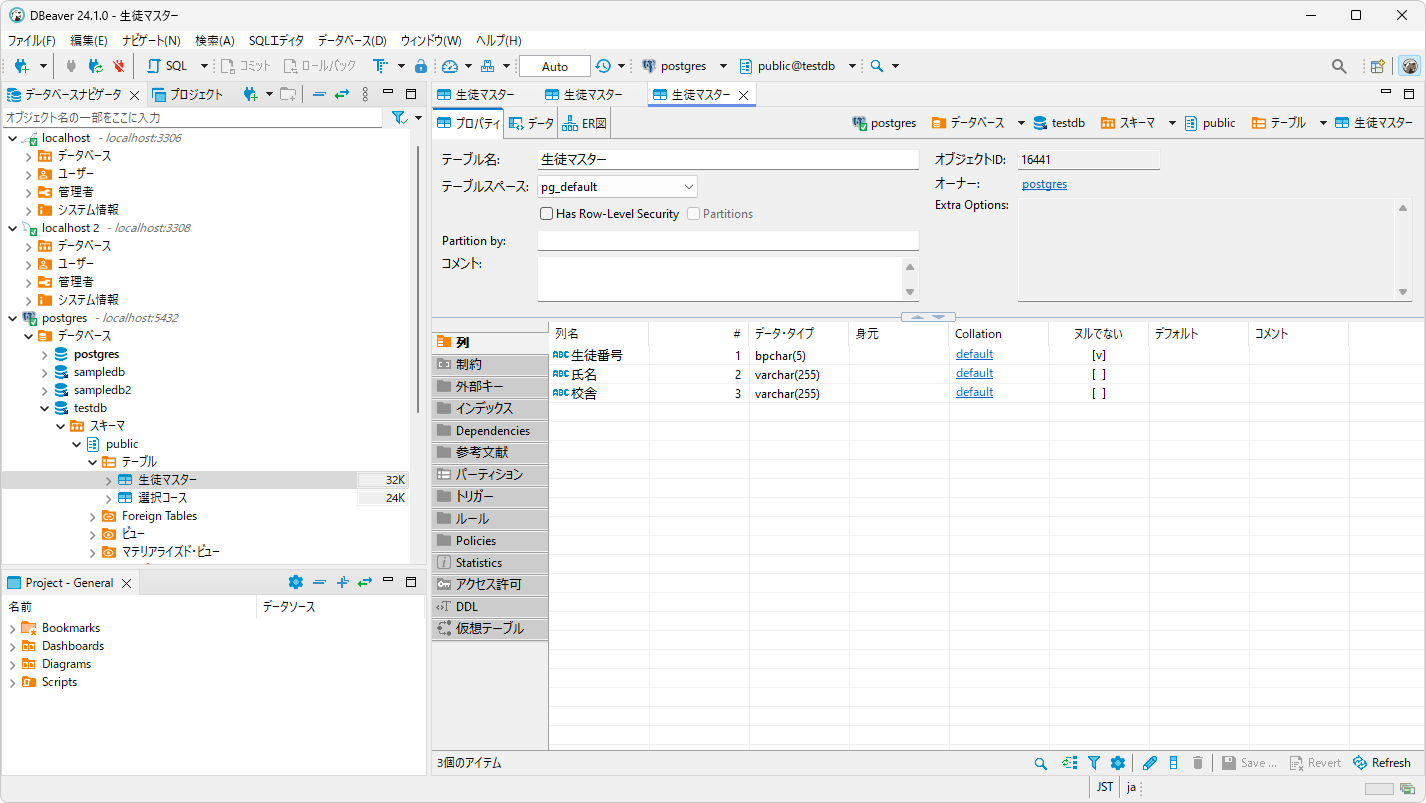 DBeaver 24.1.0 - 生徒マスター
ファイル(F) 編集(E) ナビゲート(N) 検索(A) SQLエディタ データベース(D) ウィンドウ(W) ヘルプ(H)
SQL コミット ロールバック Auto postgres public@testdb
データベースナビゲータ プロジェクト
オブジェクト名の一部をここに入力
localhost - localhost:3306
データベース
ユーザー
管理者
システム情報
localhost 2 - localhost:3308
データベース
ユーザー
管理者
システム情報
postgres - localhost:5432
データベース
postgres
sampledb
sampledb2
testdb
スキーマ
public
テーブル
生徒マスター 32K
選択コース 24K
Foreign Tables
ビュー
マテリアライズド・ビュー
Project - General
名前 データソース
Bookmarks
Dashboards
Diagrams
Scripts
生徒マスター 生徒マスター 生徒マスター
プロパティ データ ER図 postgres データベース testdb スキーマ public テーブル 生徒マスター
テーブル名: 生徒マスター
テーブルスペース: pg_default
Has Row-Level Security Partitions
Partition by:
コメント:
オブジェクトID: 16441
オーナー: postgres
Extra Options:
列
制約
外部キー
インデックス
Dependencies
参考文献
パーティション
トリガー
ルール
Policies
Statistics
アクセス許可
DDL
仮想テーブル
列名 # データ・タイプ 身元 Collation ヌルでない デフォルト コメント
ABC 生徒番号 1 bpchar(5) default [v]
ABC 氏名 2 varchar(255) default [ ]
ABC 校舎 3 varchar(255) default [ ]
3個のアイテム Save ... Revert Refresh
JST ja